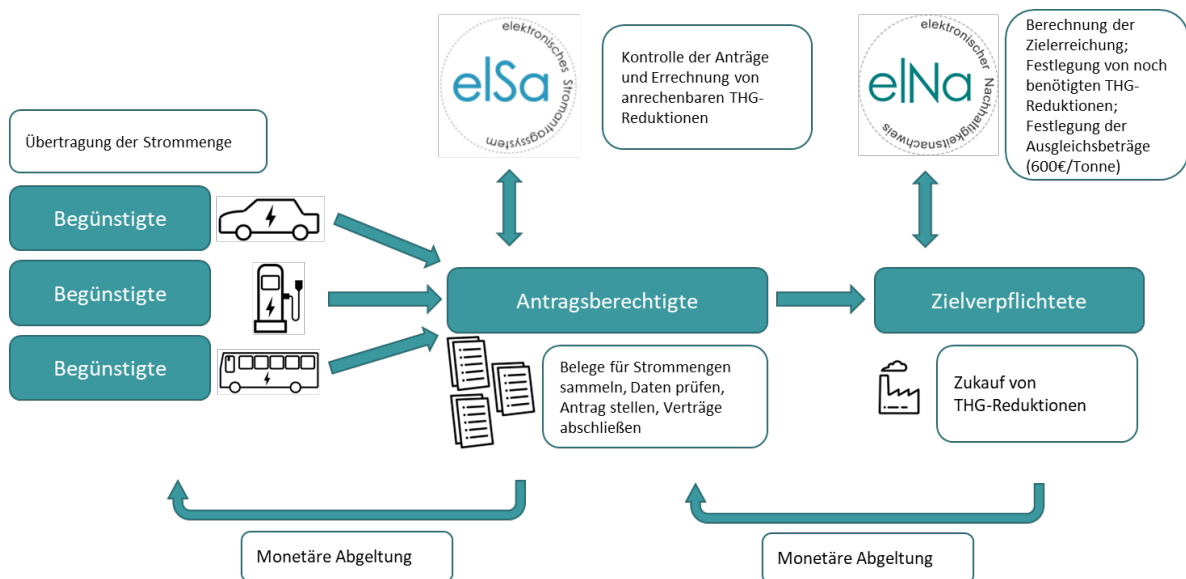 elektronisches Stromantragssystem
elSa
Kontrolle der Anträge
und Errechnung von
anrechenbaren THG-
Reduktionen
elektronischer Nachhaltigkeitsnachweis
elNa
Berechnung der
Zielerreichung;
Festlegung von noch
benötigten THG-
Reduktionen;
Festlegung der
Ausgleichsbeträge
(600€/Tonne)
Übertragung der Strommenge
Begünstigte
Begünstigte
Begünstigte
Antragsberechtigte
Zielverpflichtete
Belege für Strommengen
sammeln, Daten prüfen,
Antrag stellen, Verträge
abschließen
Zukauf von
THG-Reduktionen
Monetäre Abgeltung
Monetäre Abgeltung